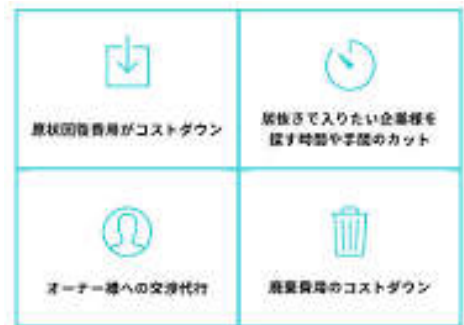 原状回復費用がコストダウン
居抜きで入りたい企業様を
探す時間や手間のカット
オーナー様への交渉代行
廃棄費用のコストダウン